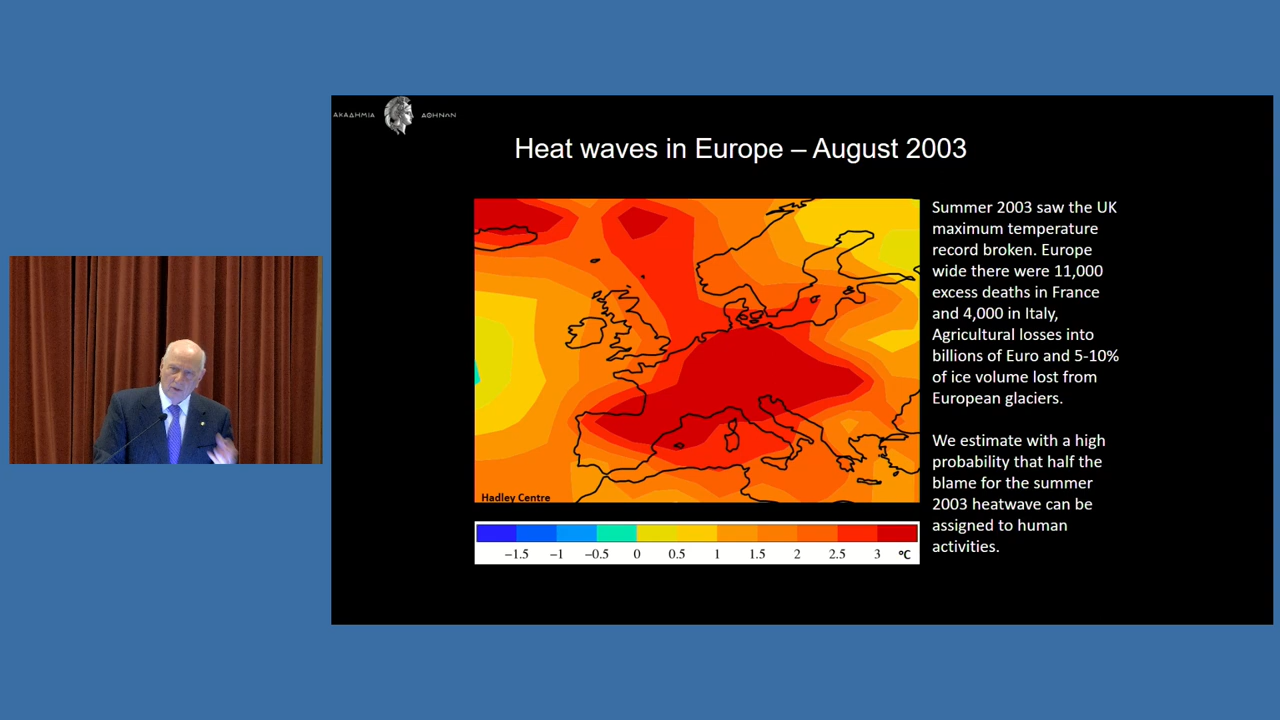 ΑΚΑΔΗΜΙΑ ΑΘΗΝΩΝ
Heat waves in Europe – August 2003
Summer 2003 saw the UK
maximum temperature
record broken. Europe
wide there were 11,000
excess deaths in France
and 4,000 in Italy,
Agricultural losses into
billions of Euro and 5-10%
of ice volume lost from
European glaciers.
We estimate with a high
probability that half the
blame for the summer
2003 heatwave can be
assigned to human
activities.
Hadley Centre
−1.5 −1 −0.5 0 0.5 1 1.5 2 2.5 3 °C